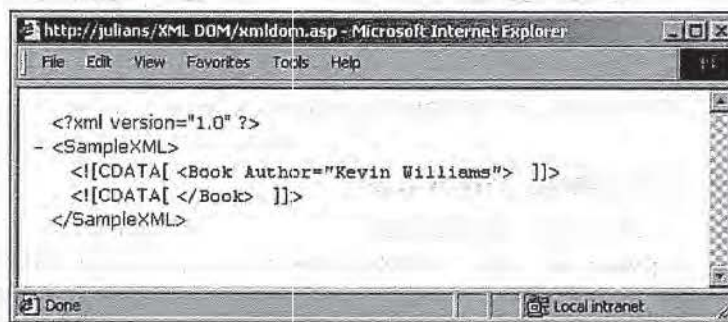 http://julians/XML DOM/xmldom.asp - Microsoft Internet Explorer
File Edit View Favorites Tools Help
<?xml version="1.0" ?>
- <SampleXML>
<![CDATA[ <Book Author="Kevin Williams"> ]]>
<![CDATA[ </Book> ]]>
</SampleXML>
Done
Local intranet